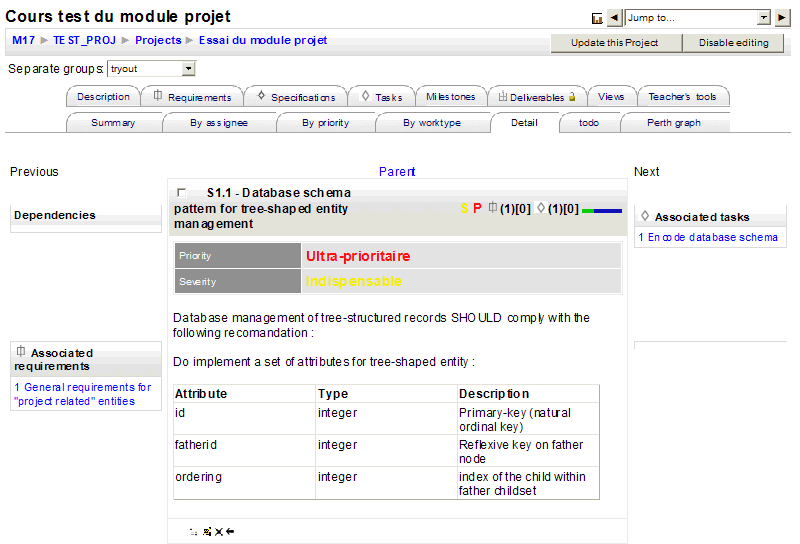 Cours test du module projet
Jump to...
M17 ► TEST_PROJ ► Projects ► Essai du module projet
Update this Project
Disable editing
Separate groups: tryout
Description
Requirements
Specifications
Tasks
Milestones
Deliverables
Views
Teacher's tools
Summary
By assignee
By priority
By worktype
Detail
todo
Perth graph
Previous
Parent
Next
Dependencies
S1.1 - Database schema
pattern for tree-shaped entity
management
S P (1)[0] (1)[0]
Associated tasks
1 Encode database schema
Priority
Ultra-prioritaire
Severity
Indispensable
Database management of tree-structured records SHOULD comply with the
following recomandation :
Do implement a set of attributes for tree-shaped entity :
Associated
requirements
1 General requirements for
"project related" entities
Attribute Type Description
id integer Primary-key (natural
ordinal key)
fatherid integer Reflexive key on father
node
ordering integer index of the child within
father childset